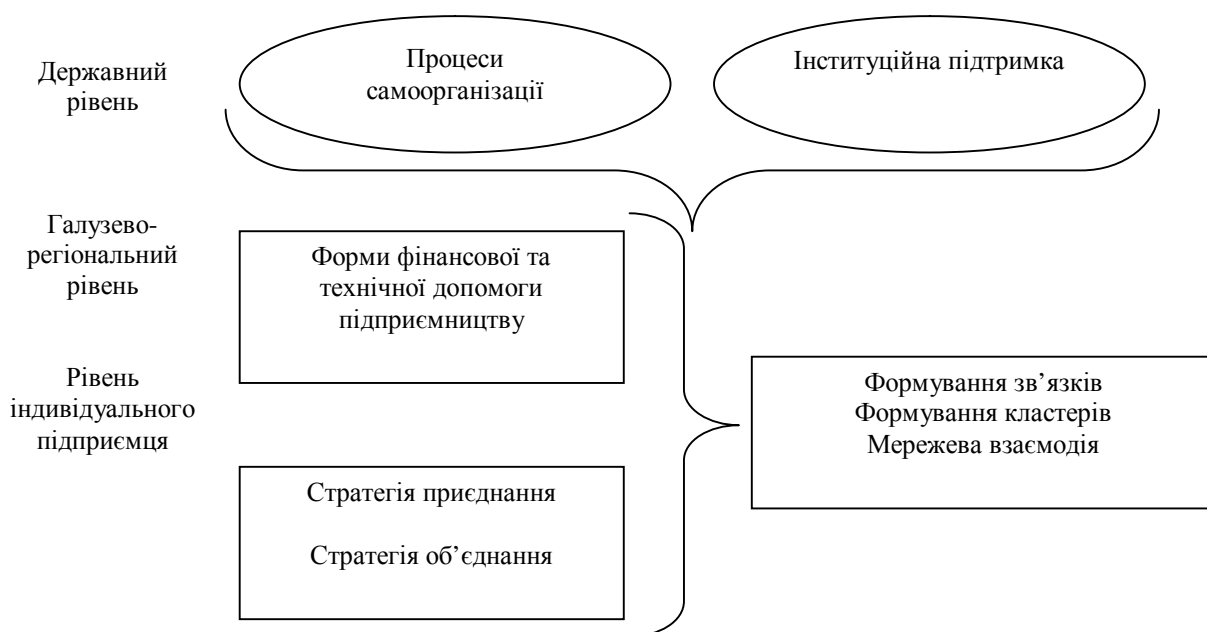 Державний
рівень
Процеси
самоорганізації
Інституційна підтримка
Галузево-
регіональний
рівень
Форми фінансової та
технічної допомоги
підприємництву
Рівень
індивідуального
підприємця
Формування зв’язків
Формування кластерів
Мережева взаємодія
Стратегія приєднання
Стратегія об’єднання